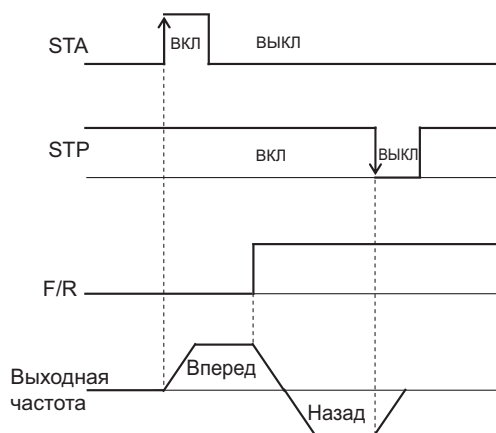 STA ВКЛ ВЫКЛ
STP ВКЛ ВЫКЛ
F/R
Выходная
частота
Вперед
Назад